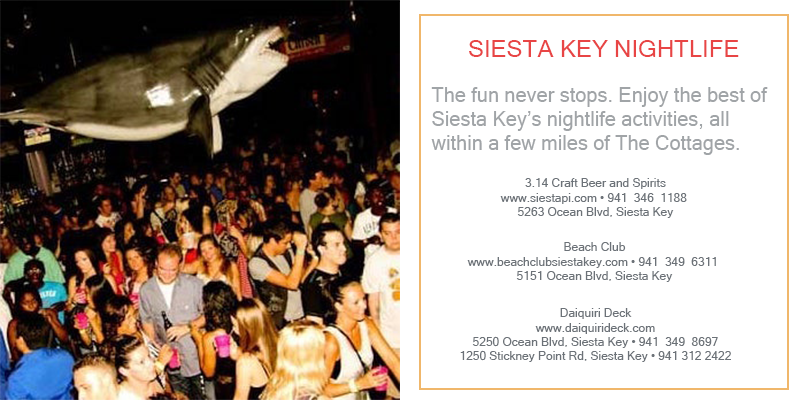 SIESTA KEY NIGHTLIFE
The fun never stops. Enjoy the best of
Siesta Key's nightlife activities, all
within a few miles of The Cottages.
3.14 Craft Beer and Spirits
www.siestapi.com • 941 346 1188
5263 Ocean Blvd, Siesta Key
Beach Club
www.beachclubsiestakey.com • 941 349 6311
5151 Ocean Blvd, Siesta Key
Daiquiri Deck
www.daiquirideck.com
5250 Ocean Blvd, Siesta Key • 941 349 8697
1250 Stickney Point Rd, Siesta Key • 941 312 2422